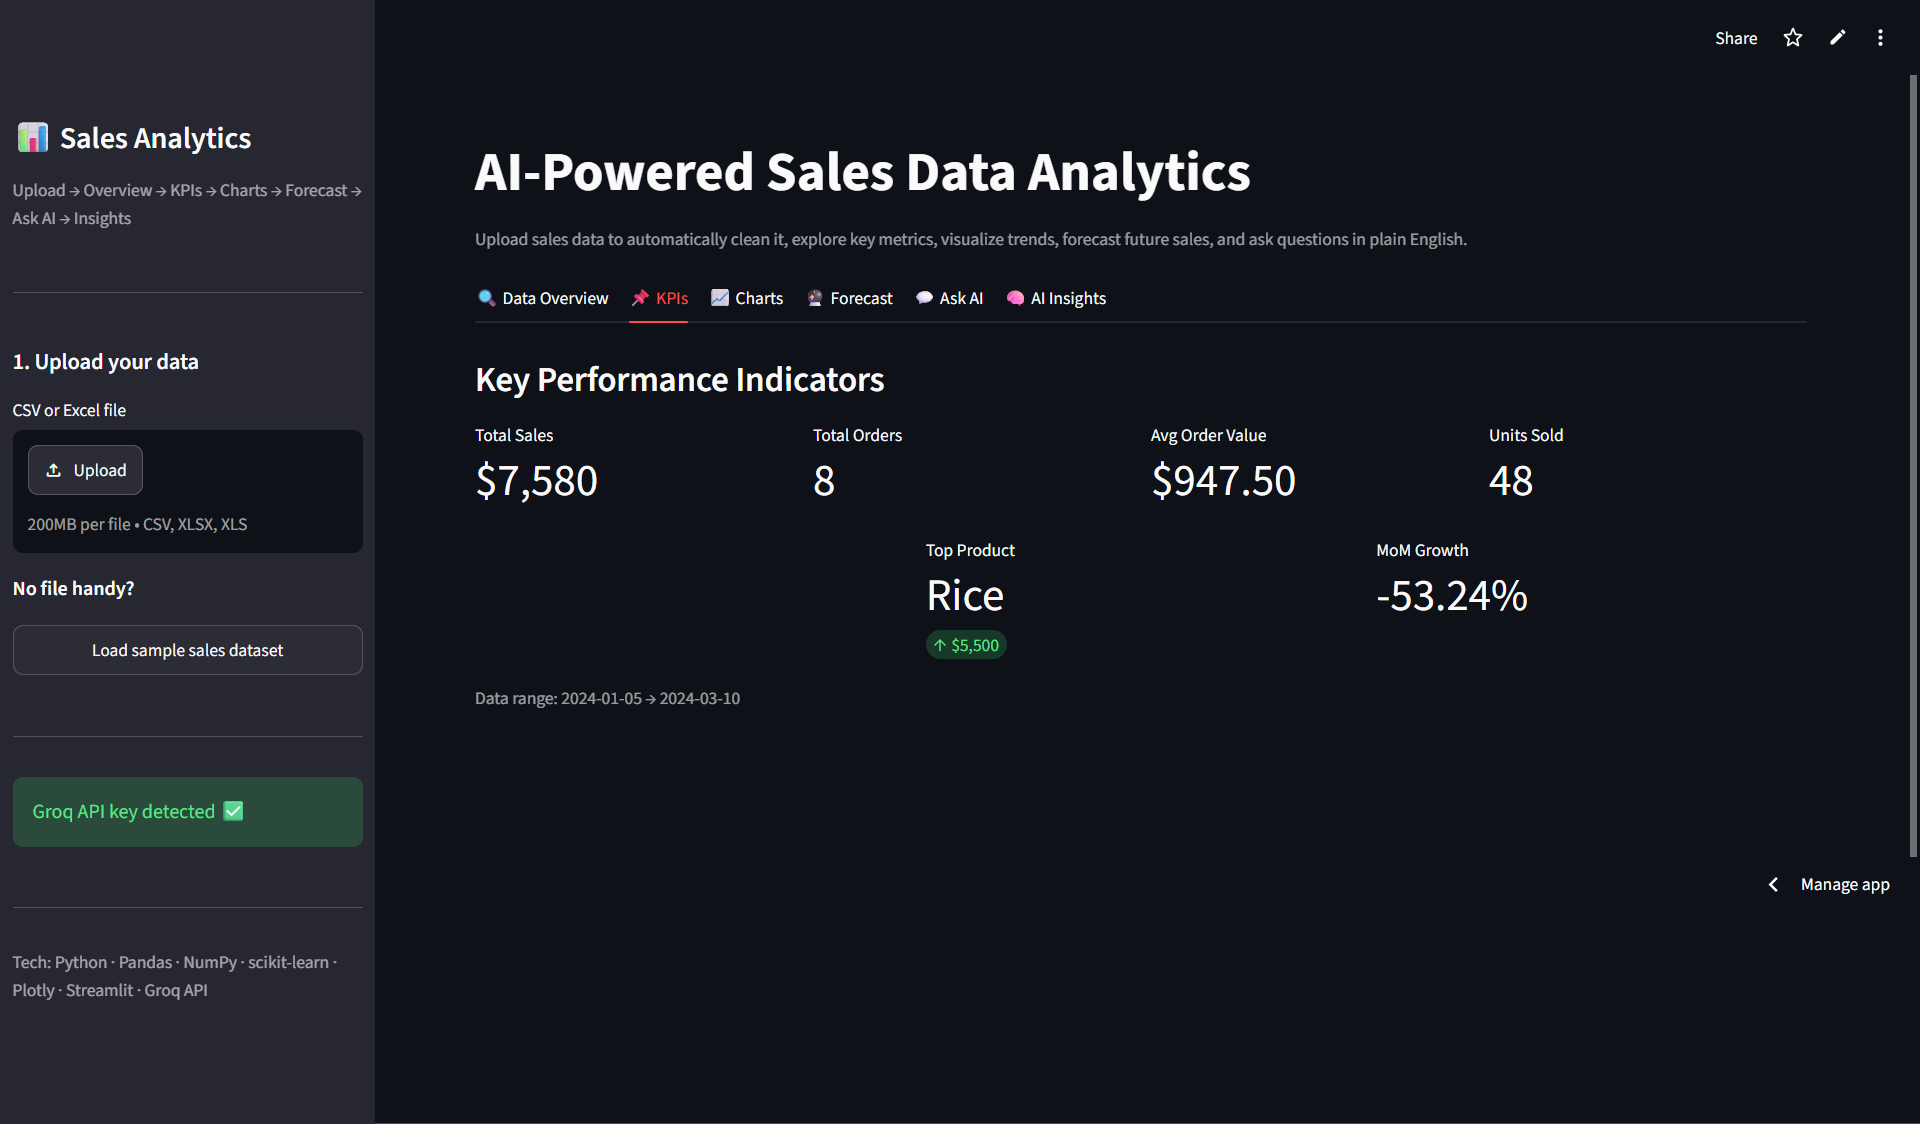 Share
Sales Analytics
Upload → Overview → KPIs → Charts → Forecast →
Ask AI → Insights
1. Upload your data
CSV or Excel file
Upload
200MB per file • CSV, XLSX, XLS
No file handy?
Load sample sales dataset
Groq API key detected ✅
Tech: Python · Pandas · NumPy · scikit-learn ·
Plotly · Streamlit · Groq API
AI-Powered Sales Data Analytics
Upload sales data to automatically clean it, explore key metrics, visualize trends, forecast future sales, and ask questions in plain English.
Data Overview KPIs Charts Forecast Ask AI AI Insights
Key Performance Indicators
Total Sales Total Orders Avg Order Value Units Sold
$7,580 8 $947.50 48
Top Product MoM Growth
Rice -53.24%
↑ $5,500
Data range: 2024-01-05 → 2024-03-10
Manage app